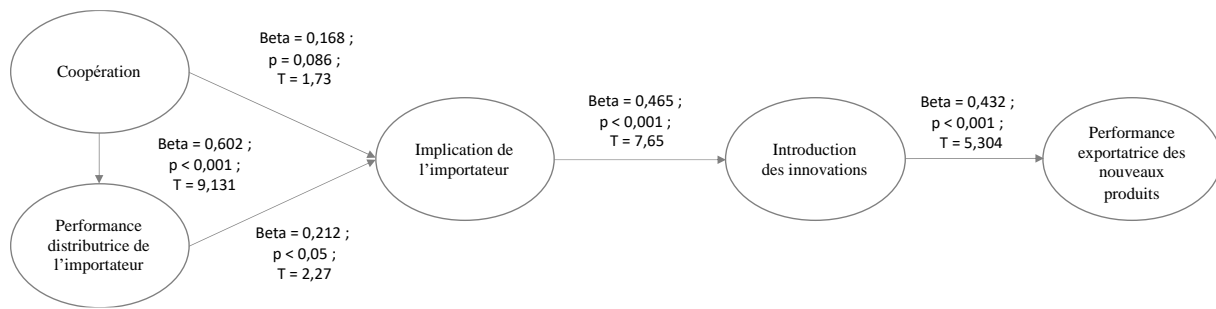 Coopération
Beta = 0,168 ;
p = 0,086 ;
T = 1,73
Beta = 0,602 ;
p < 0,001 ;
T = 9,131
Performance
distributrice de
l'importateur
Beta = 0,212 ;
p < 0,05 ;
T = 2,27
Implication de
l'importateur
Beta = 0,465 ;
p < 0,001 ;
T = 7,65
Introduction
des innovations
Beta = 0,432 ;
p < 0,001 ;
T = 5,304
Performance
exportatrice des
nouveaux
produits